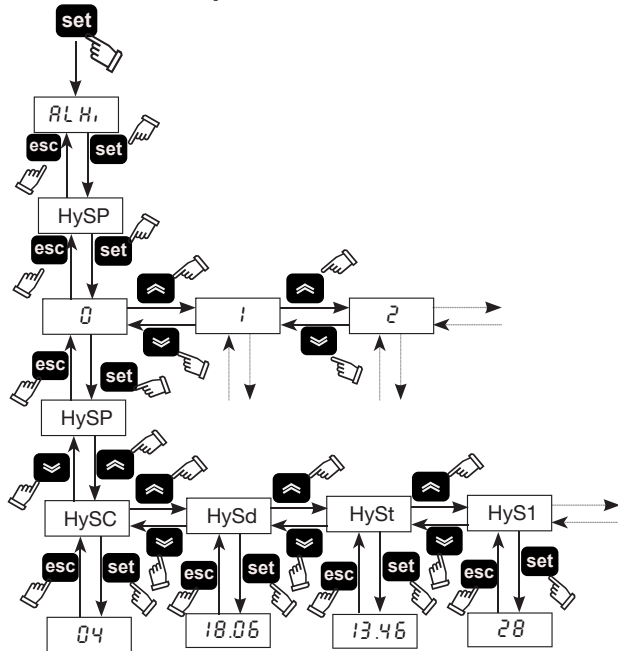 set
ALHi
esc set
HySP
esc set
0 1 2
esc set
HySP
HySC HySd HySt HyS1
esc set esc set esc set esc set
04 18.06 13.46 28